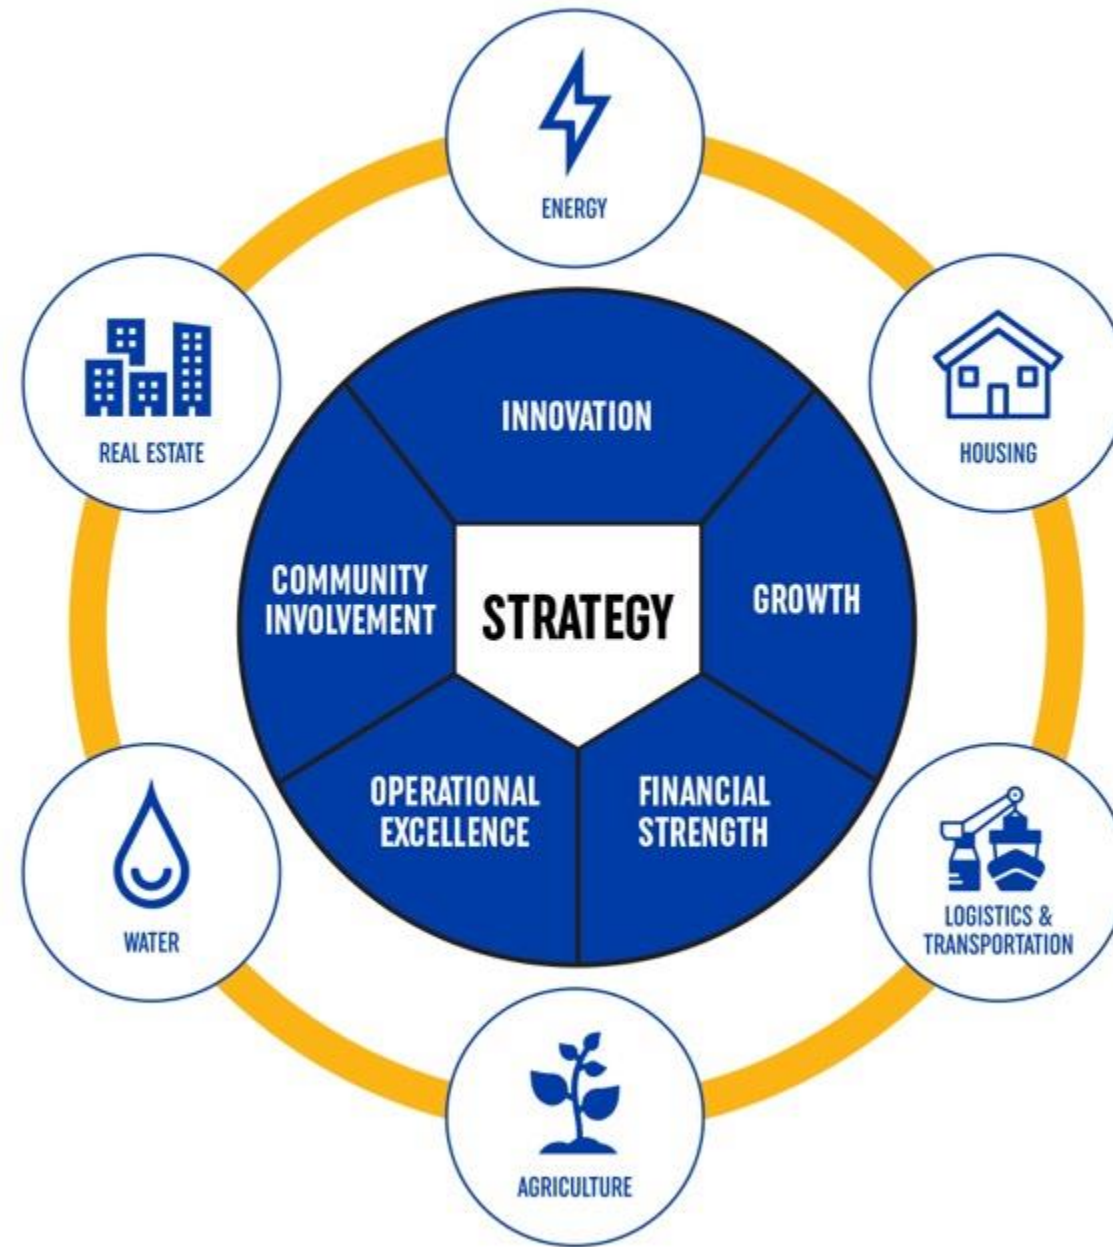 ENERGY
REAL ESTATE
HOUSING
INNOVATION
COMMUNITY
INVOLVEMENT
STRATEGY
GROWTH
OPERATIONAL
EXCELLENCE
FINANCIAL
STRENGTH
WATER
LOGISTICS &
TRANSPORTATION
AGRICULTURE